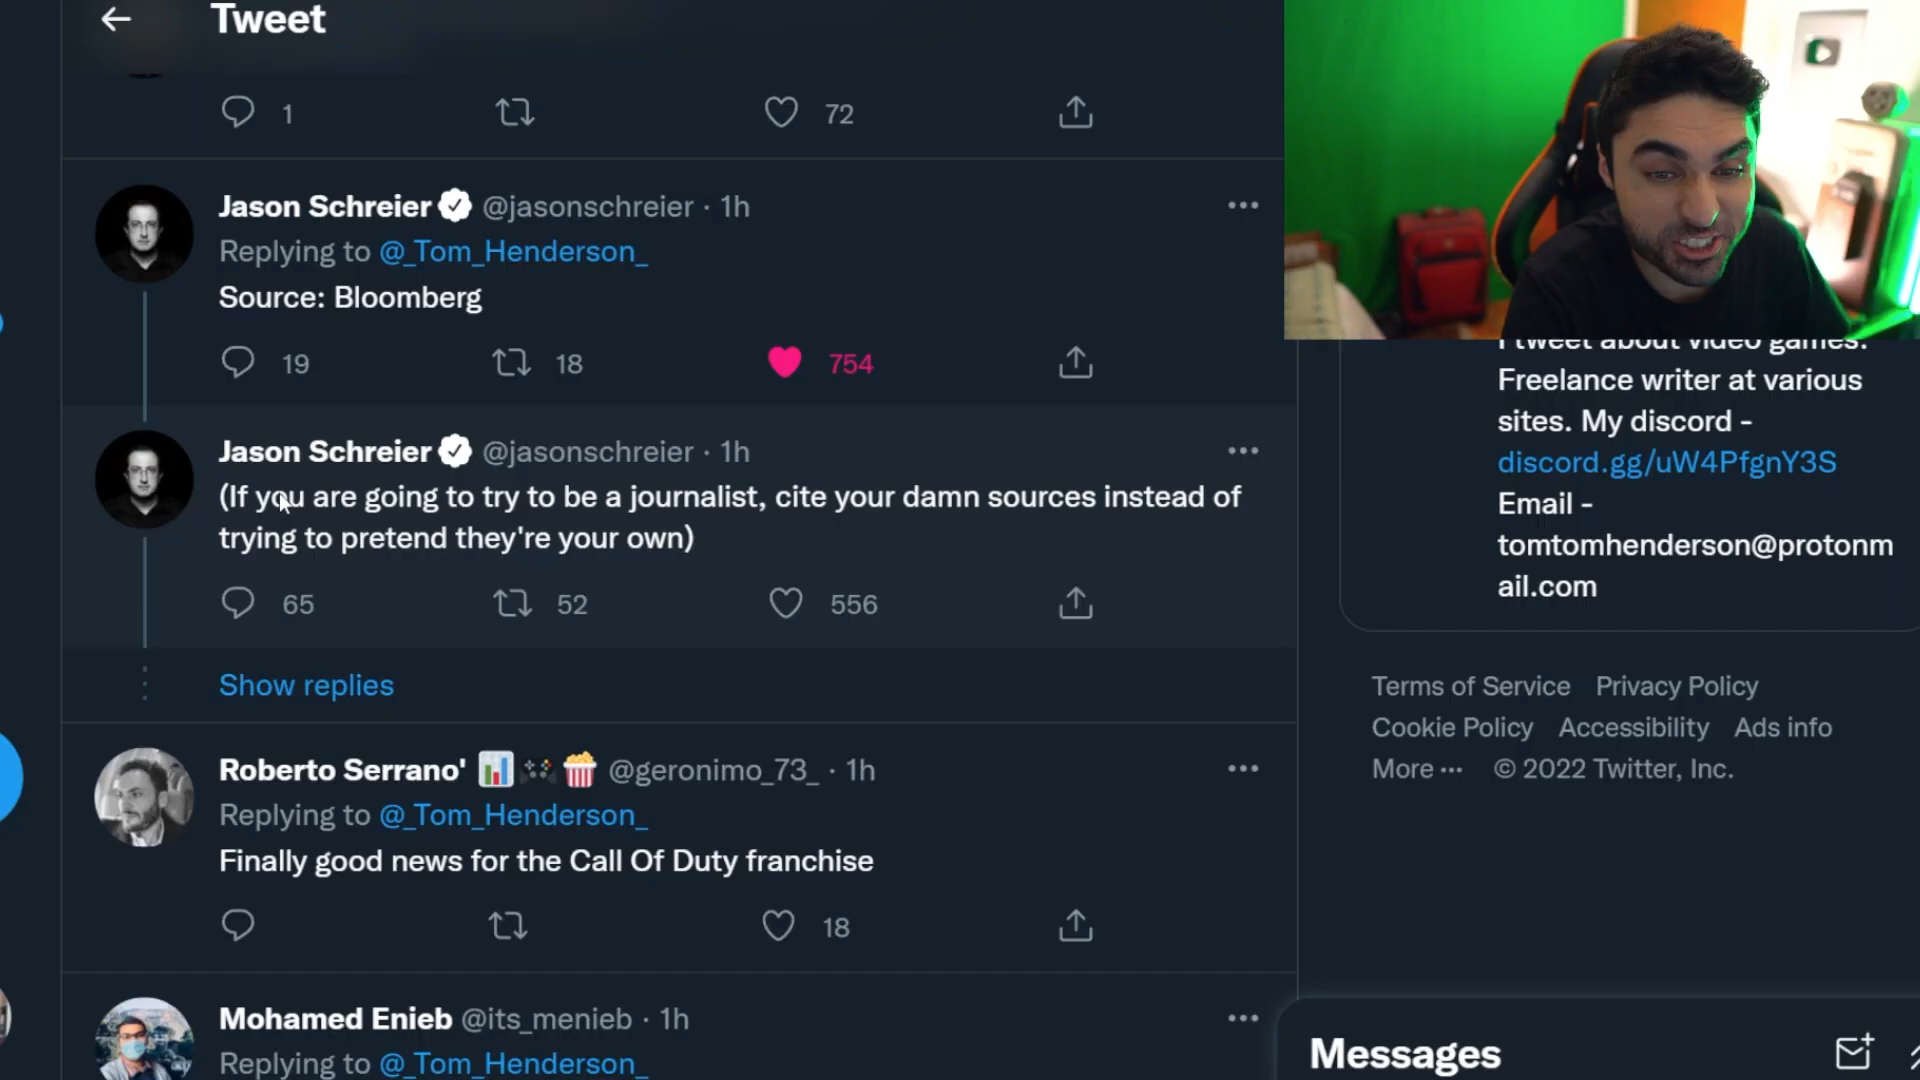 Tweet
1 72
Jason Schreier @jasonschreier · 1h
Replying to @_Tom_Henderson_
Source: Bloomberg
19 18 754
Jason Schreier @jasonschreier · 1h
(If you are going to try to be a journalist, cite your damn sources instead of
trying to pretend they're your own)
65 52 556
Show replies
Roberto Serrano' @geronimo_73_ · 1h
Replying to @_Tom_Henderson_
Finally good news for the Call Of Duty franchise
18
Mohamed Enieb @its_menieb · 1h
Replying to @_Tom_Henderson_
I tweet about video games.
Freelance writer at various
sites. My discord -
discord.gg/uW4PfgnY3S
Email -
tomtomhenderson@protonm
ail.com
Terms of Service Privacy Policy
Cookie Policy Accessibility Ads info
More ··· © 2022 Twitter, Inc.
Messages